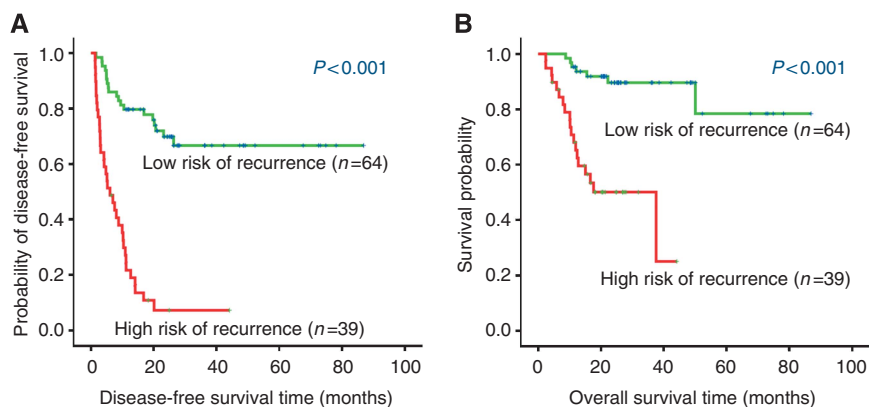 A
Probability of disease-free survival
1.0
0.8
0.6
0.4
0.2
0.0
P<0.001
Low risk of recurrence (n=64)
High risk of recurrence (n=39)
0 20 40 60 80 100
Disease-free survival time (months)
B
Survival probability
1.0
0.8
0.6
0.4
0.2
0.0
P<0.001
Low risk of recurrence (n=64)
High risk of recurrence (n=39)
0 20 40 60 80 100
Overall survival time (months)